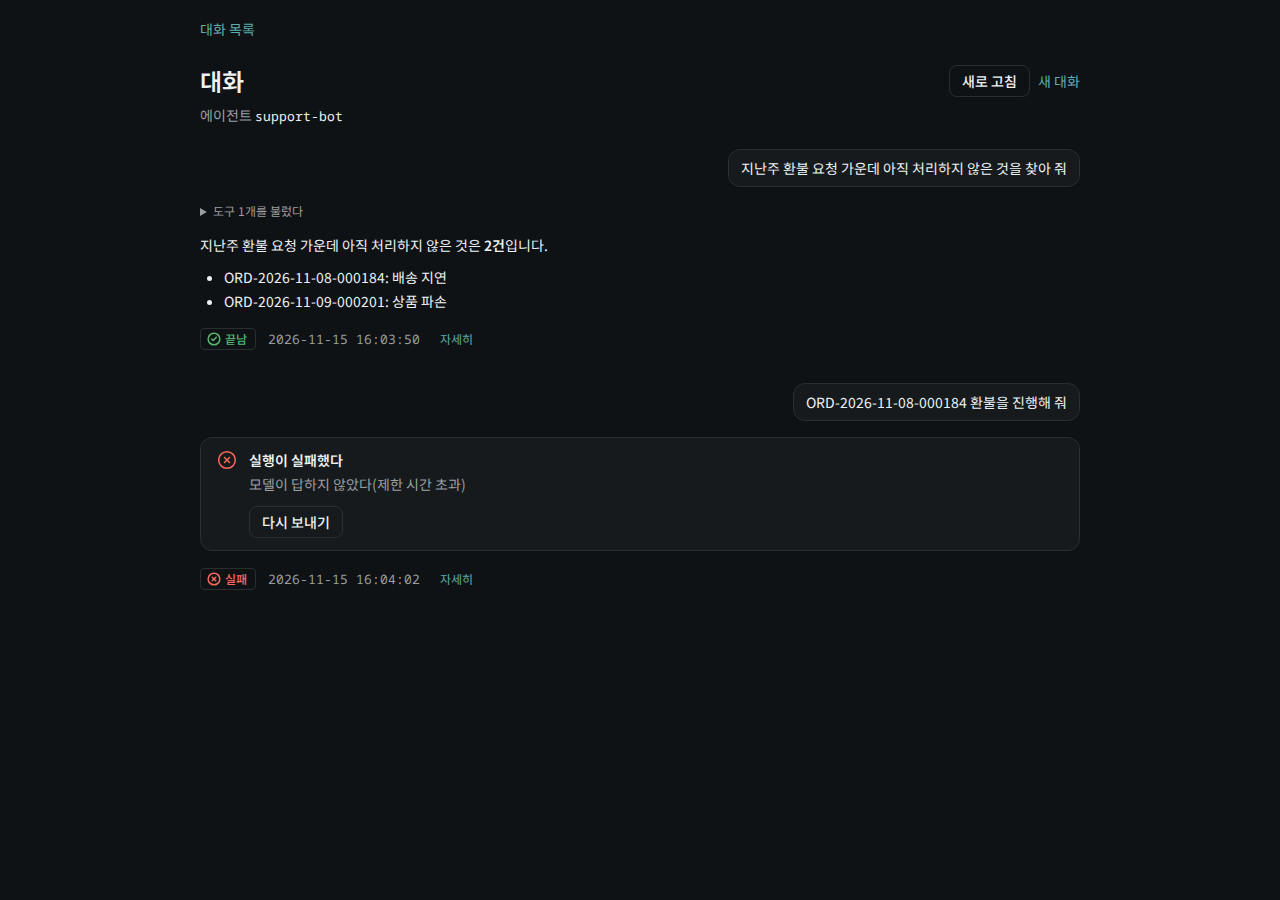 대화 목록
대화
새로 고침
새 대화
에이전트 support-bot
지난주 환불 요청 가운데 아직 처리하지 않은 것을 찾아 줘
도구 1개를 불렀다
지난주 환불 요청 가운데 아직 처리하지 않은 것은 2건입니다.
ORD-2026-11-08-000184: 배송 지연
ORD-2026-11-09-000201: 상품 파손
끝남 2026-11-15 16:03:50 자세히
ORD-2026-11-08-000184 환불을 진행해 줘
실행이 실패했다
모델이 답하지 않았다(제한 시간 초과)
다시 보내기
실패 2026-11-15 16:04:02 자세히